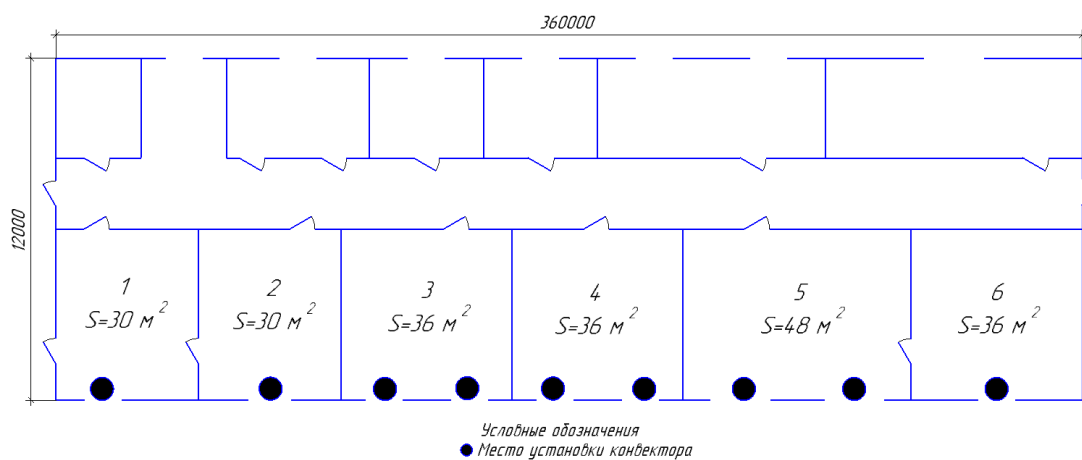 360000
12000
1
S=30 м²
2
S=30 м²
3
S=36 м²
4
S=36 м²
5
S=48 м²
6
S=36 м²
Условные обозначения
Место установки конвектора